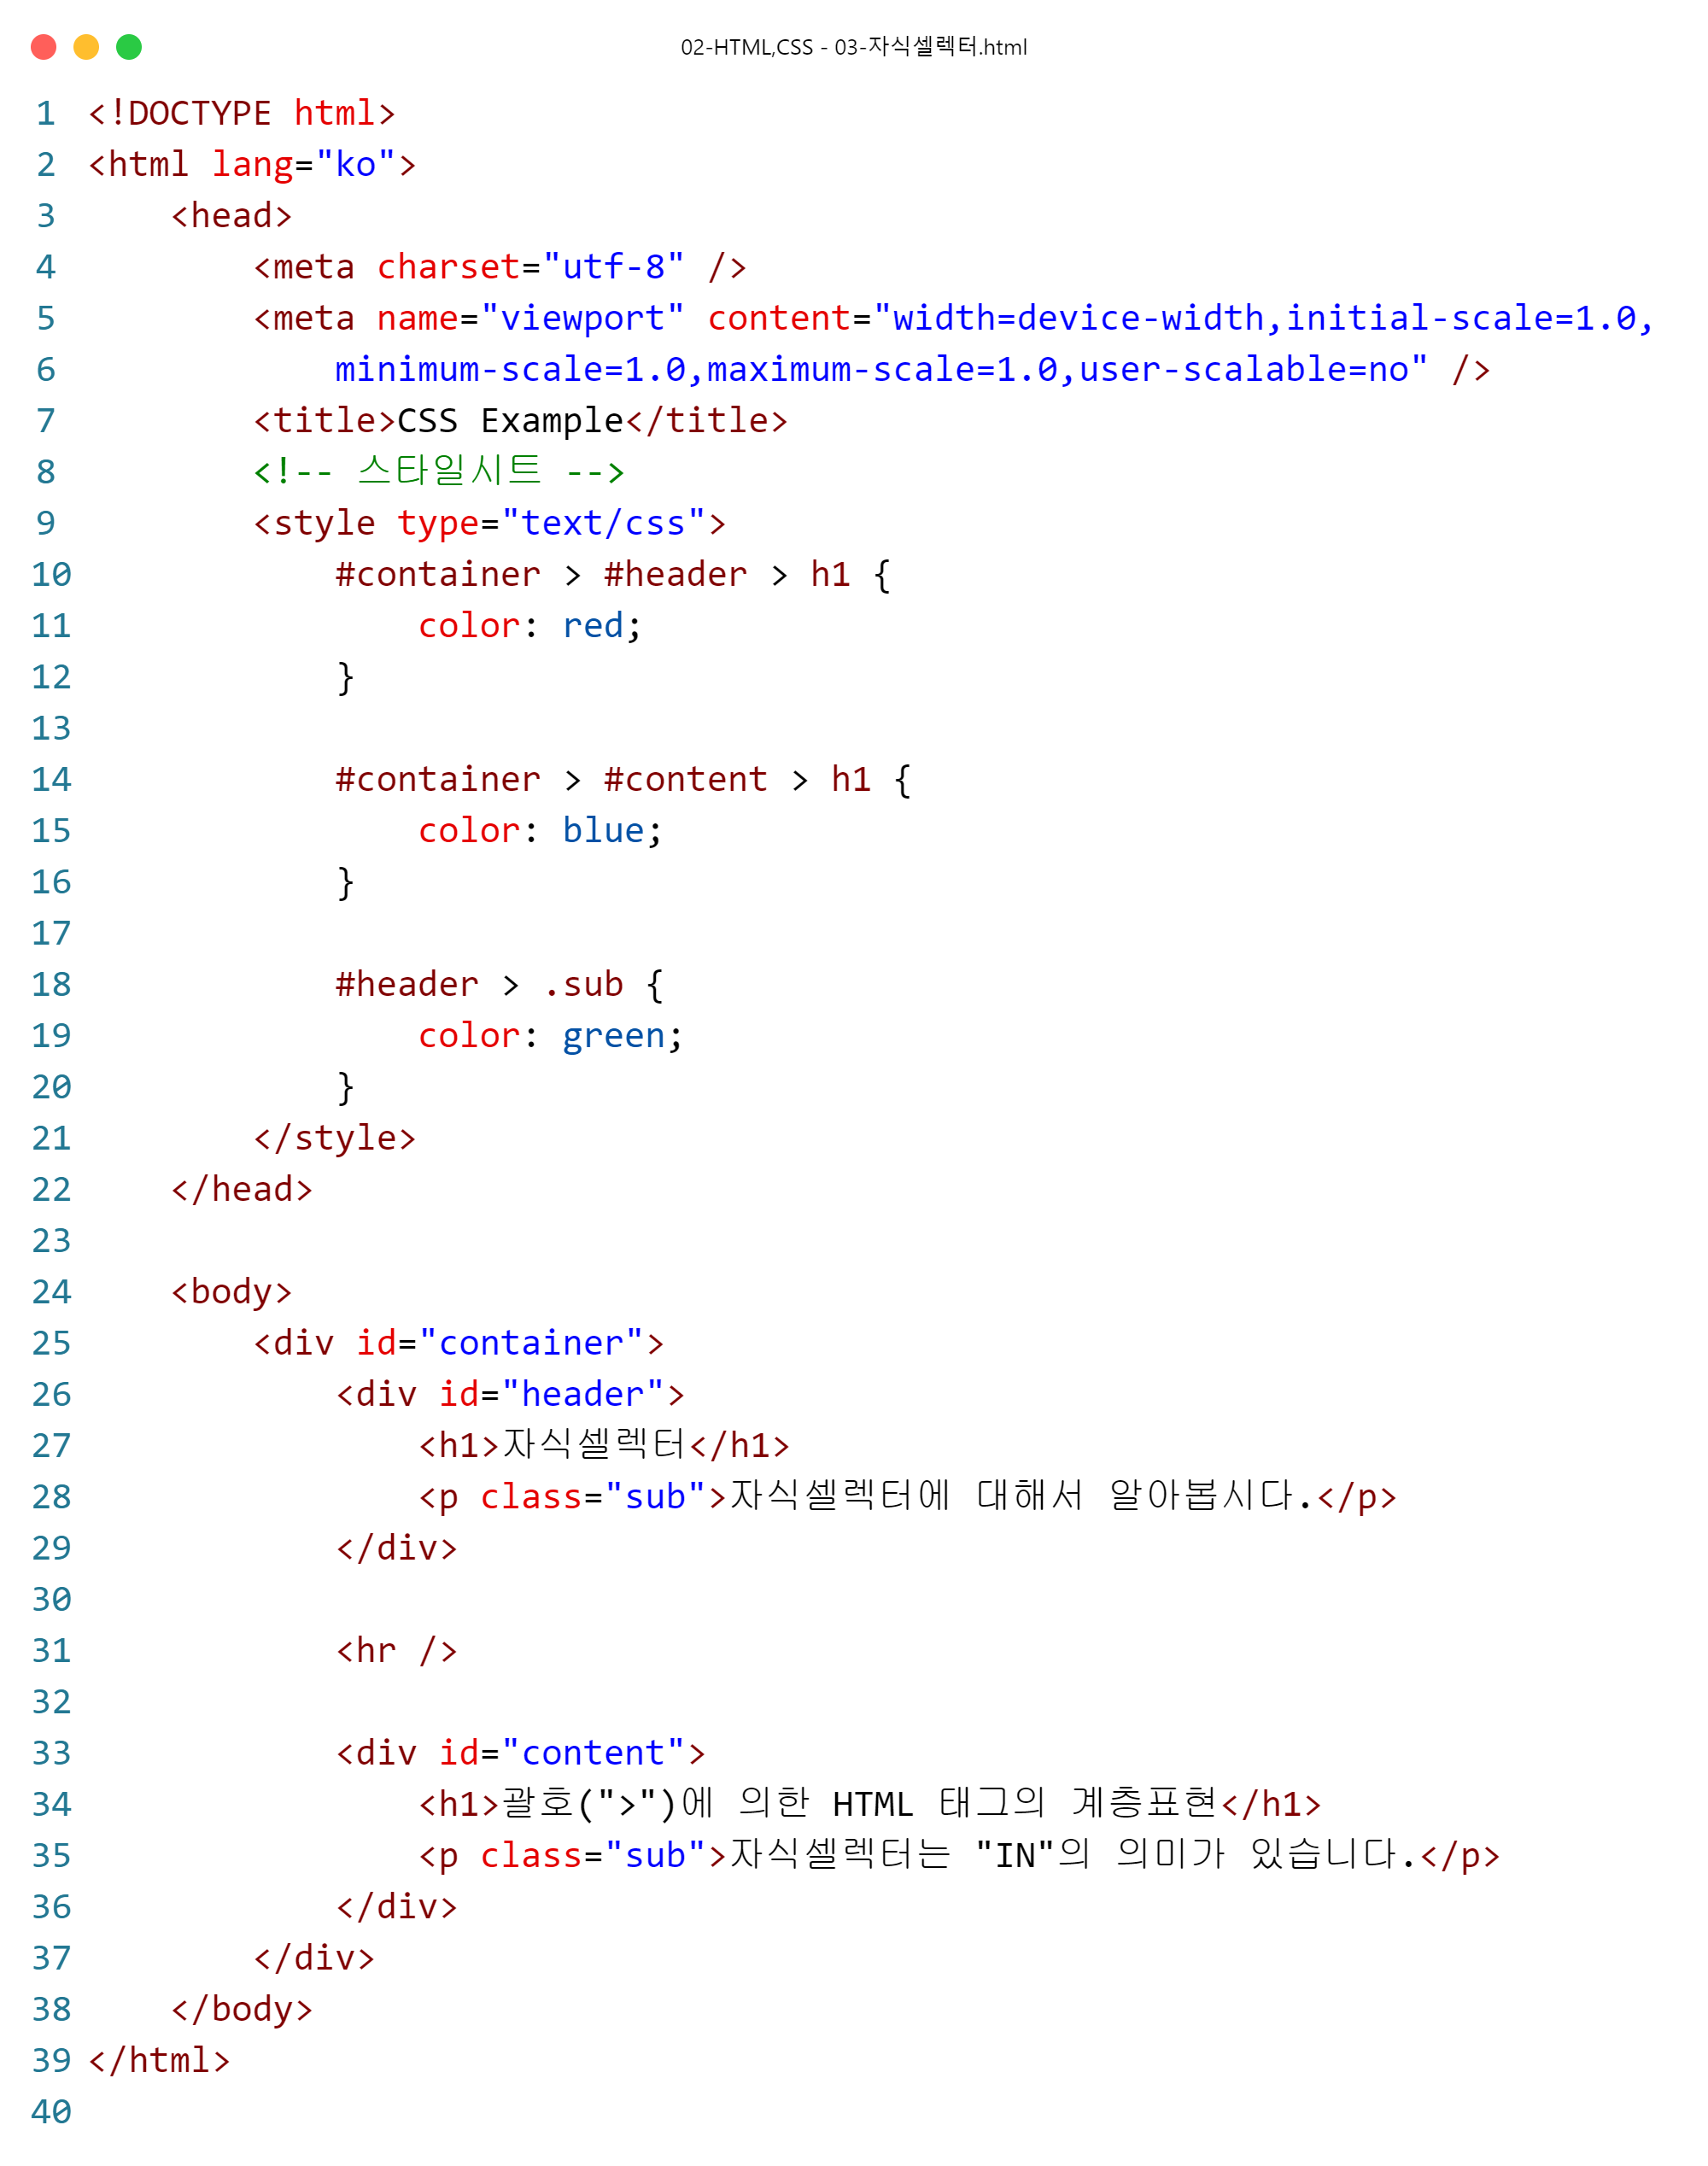 02-HTML,CSS - 03-자식셀렉터.html
1 <!DOCTYPE html>
2 <html lang="ko">
3     <head>
4         <meta charset="utf-8" />
5         <meta name="viewport" content="width=device-width,initial-scale=1.0,
6             minimum-scale=1.0,maximum-scale=1.0,user-scalable=no" />
7         <title>CSS Example</title>
8         <!-- 스타일시트 -->
9         <style type="text/css">
10             #container > #header > h1 {
11                 color: red;
12             }
13
14             #container > #content > h1 {
15                 color: blue;
16             }
17
18             #header > .sub {
19                 color: green;
20             }
21         </style>
22     </head>
23
24     <body>
25         <div id="container">
26             <div id="header">
27                 <h1>자식셀렉터</h1>
28                 <p class="sub">자식셀렉터에 대해서 알아봅시다.</p>
29             </div>
30
31             <hr />
32
33             <div id="content">
34                 <h1>괄호(">")에 의한 HTML 태그의 계층표현</h1>
35                 <p class="sub">자식셀렉터는 "IN"의 의미가 있습니다.</p>
36             </div>
37         </div>
38     </body>
39 </html>
40